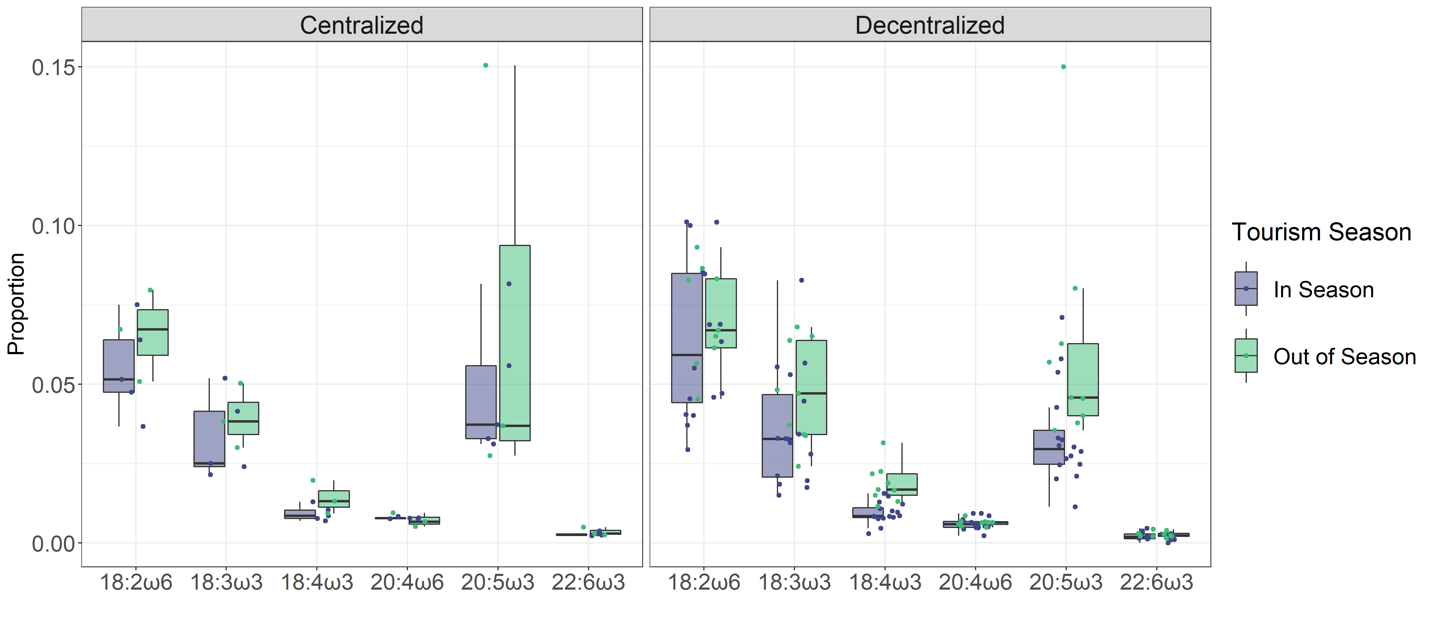 Centralized Decentralized
0.15
0.10
0.05
0.00
Proportion
18:2ω6 18:3ω3 18:4ω3 20:4ω6 20:5ω3 22:6ω3 18:2ω6 18:3ω3 18:4ω3 20:4ω6 20:5ω3 22:6ω3
Tourism Season
In Season
Out of Season